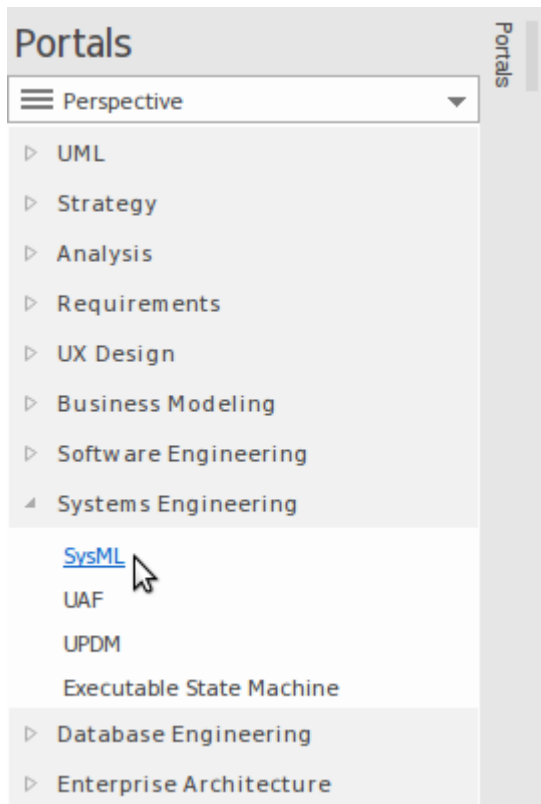 Portals
Portals
Perspective
UML
Strategy
Analysis
Requirements
UX Design
Business Modeling
Software Engineering
Systems Engineering
SysML
UAF
UPDM
Executable State Machine
Database Engineering
Enterprise Architecture